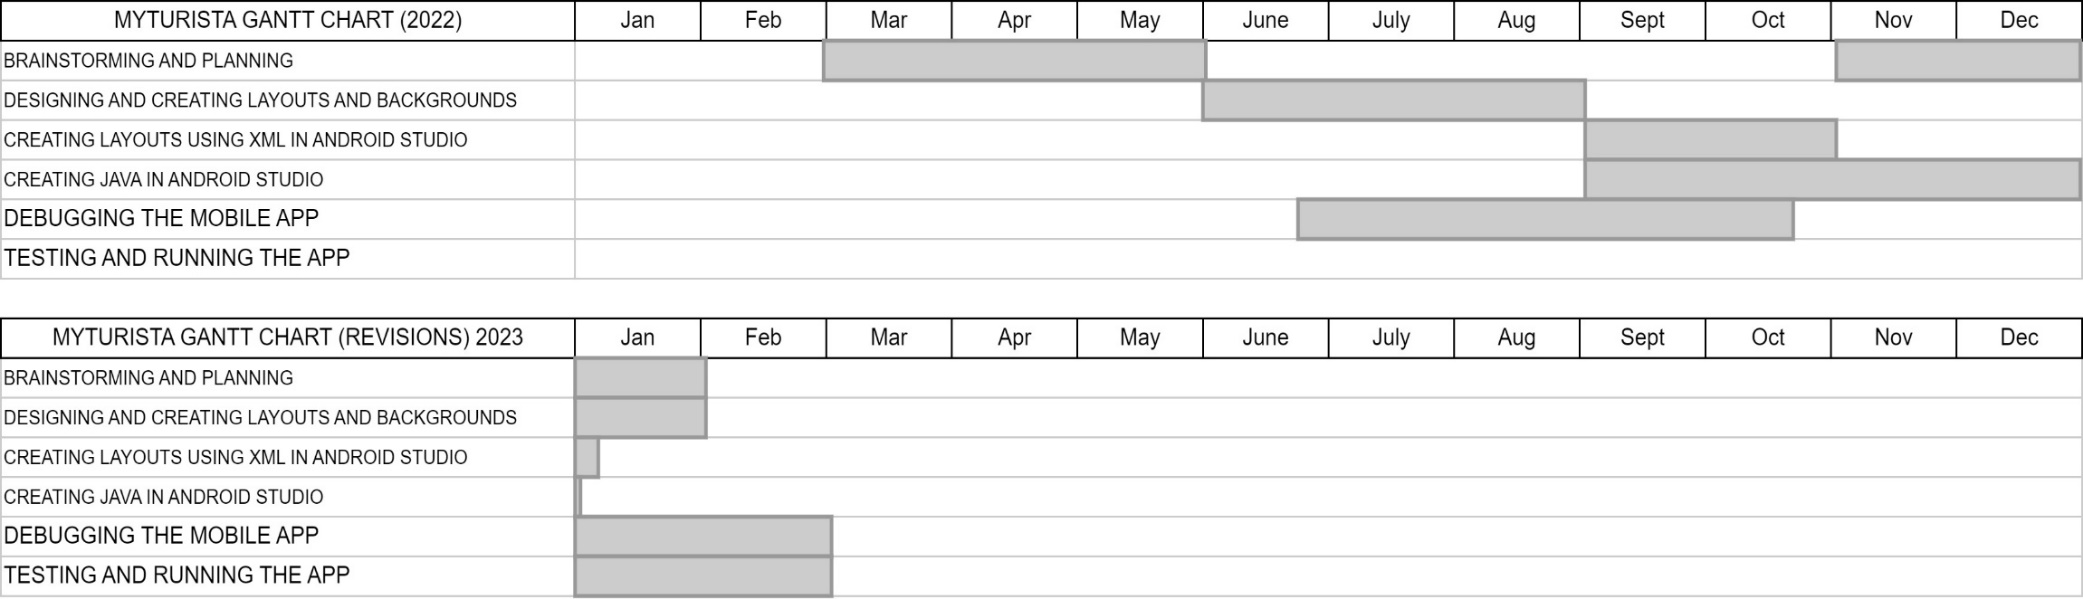 MYTURISTA GANTT CHART (2022) Jan Feb Mar Apr May June July Aug Sept Oct Nov Dec
BRAINSTORMING AND PLANNING
DESIGNING AND CREATING LAYOUTS AND BACKGROUNDS
CREATING LAYOUTS USING XML IN ANDROID STUDIO
CREATING JAVA IN ANDROID STUDIO
DEBUGGING THE MOBILE APP
TESTING AND RUNNING THE APP
MYTURISTA GANTT CHART (REVISIONS) 2023 Jan Feb Mar Apr May June July Aug Sept Oct Nov Dec
BRAINSTORMING AND PLANNING
DESIGNING AND CREATING LAYOUTS AND BACKGROUNDS
CREATING LAYOUTS USING XML IN ANDROID STUDIO
CREATING JAVA IN ANDROID STUDIO
DEBUGGING THE MOBILE APP
TESTING AND RUNNING THE APP